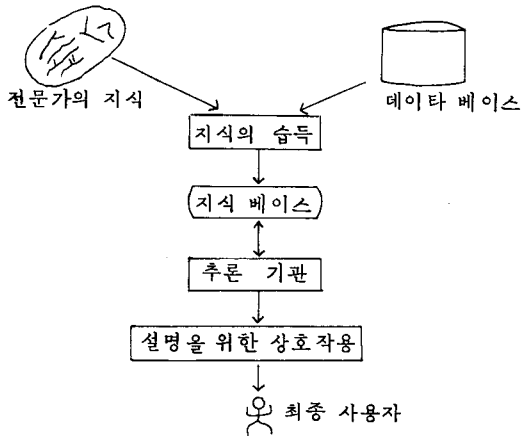 전문가의 지식
데이타 베이스
지식의 습득
지식 베이스
추론 기관
설명을 위한 상호작용
최종 사용자